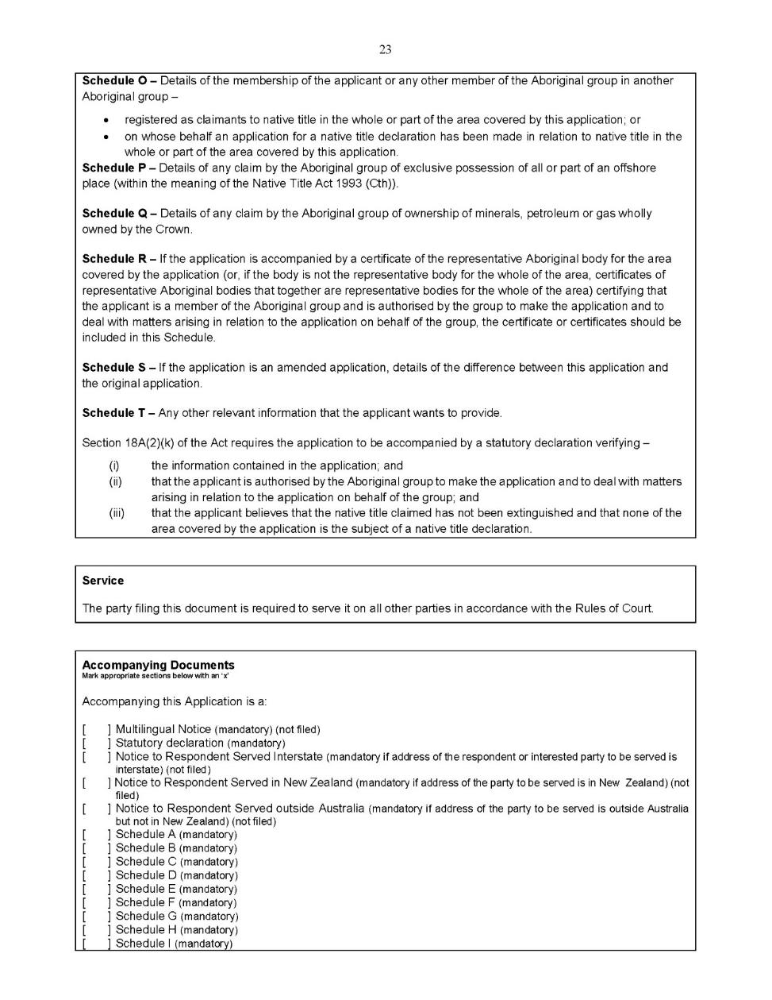 23
Schedule O – Details of the membership of the applicant or any other member of the Aboriginal group in another
Aboriginal group –
• registered as claimants to native title in the whole or part of the area covered by this application; or
• on whose behalf an application for a native title declaration has been made in relation to native title in the
whole or part of the area covered by this application.
Schedule P – Details of any claim by the Aboriginal group of exclusive possession of all or part of an offshore
place (within the meaning of the Native Title Act 1993 (Cth)).
Schedule Q – Details of any claim by the Aboriginal group of ownership of minerals, petroleum or gas wholly
owned by the Crown.
Schedule R – If the application is accompanied by a certificate of the representative Aboriginal body for the area
covered by the application (or, if the body is not the representative body for the whole of the area, certificates of
representative Aboriginal bodies that together are representative bodies for the whole of the area) certifying that
the applicant is a member of the Aboriginal group and is authorised by the group to make the application and to
deal with matters arising in relation to the application on behalf of the group, the certificate or certificates should be
included in this Schedule.
Schedule S – If the application is an amended application, details of the difference between this application and
the original application.
Schedule T – Any other relevant information that the applicant wants to provide.
Section 18A(2)(k) of the Act requires the application to be accompanied by a statutory declaration verifying –
(i) the information contained in the application; and
(ii) that the applicant is authorised by the Aboriginal group to make the application and to deal with matters
arising in relation to the application on behalf of the group; and
(iii) that the applicant believes that the native title claimed has not been extinguished and that none of the
area covered by the application is the subject of a native title declaration.
Service
The party filing this document is required to serve it on all other parties in accordance with the Rules of Court.
Accompanying Documents
Mark appropriate sections below with an 'x'
Accompanying this Application is a:
[ ] Multilingual Notice (mandatory) (not filed)
[ ] Statutory declaration (mandatory)
[ ] Notice to Respondent Served Interstate (mandatory if address of the respondent or interested party to be served is
interstate) (not filed)
[ ] Notice to Respondent Served in New Zealand (mandatory if address of the party to be served is in New Zealand) (not
filed)
[ ] Notice to Respondent Served outside Australia (mandatory if address of the party to be served is outside Australia
but not in New Zealand) (not filed)
[ ] Schedule A (mandatory)
[ ] Schedule B (mandatory)
[ ] Schedule C (mandatory)
[ ] Schedule D (mandatory)
[ ] Schedule E (mandatory)
[ ] Schedule F (mandatory)
[ ] Schedule G (mandatory)
[ ] Schedule H (mandatory)
[ ] Schedule I (mandatory)